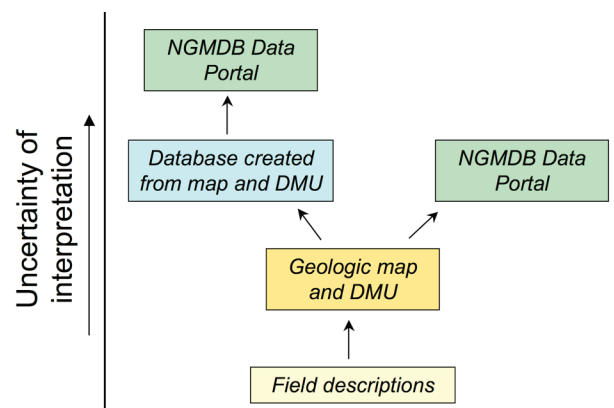 Uncertainty of
interpretation
NGMDB Data
Portal
Database created
from map and DMU
NGMDB Data
Portal
Geologic map
and DMU
Field descriptions